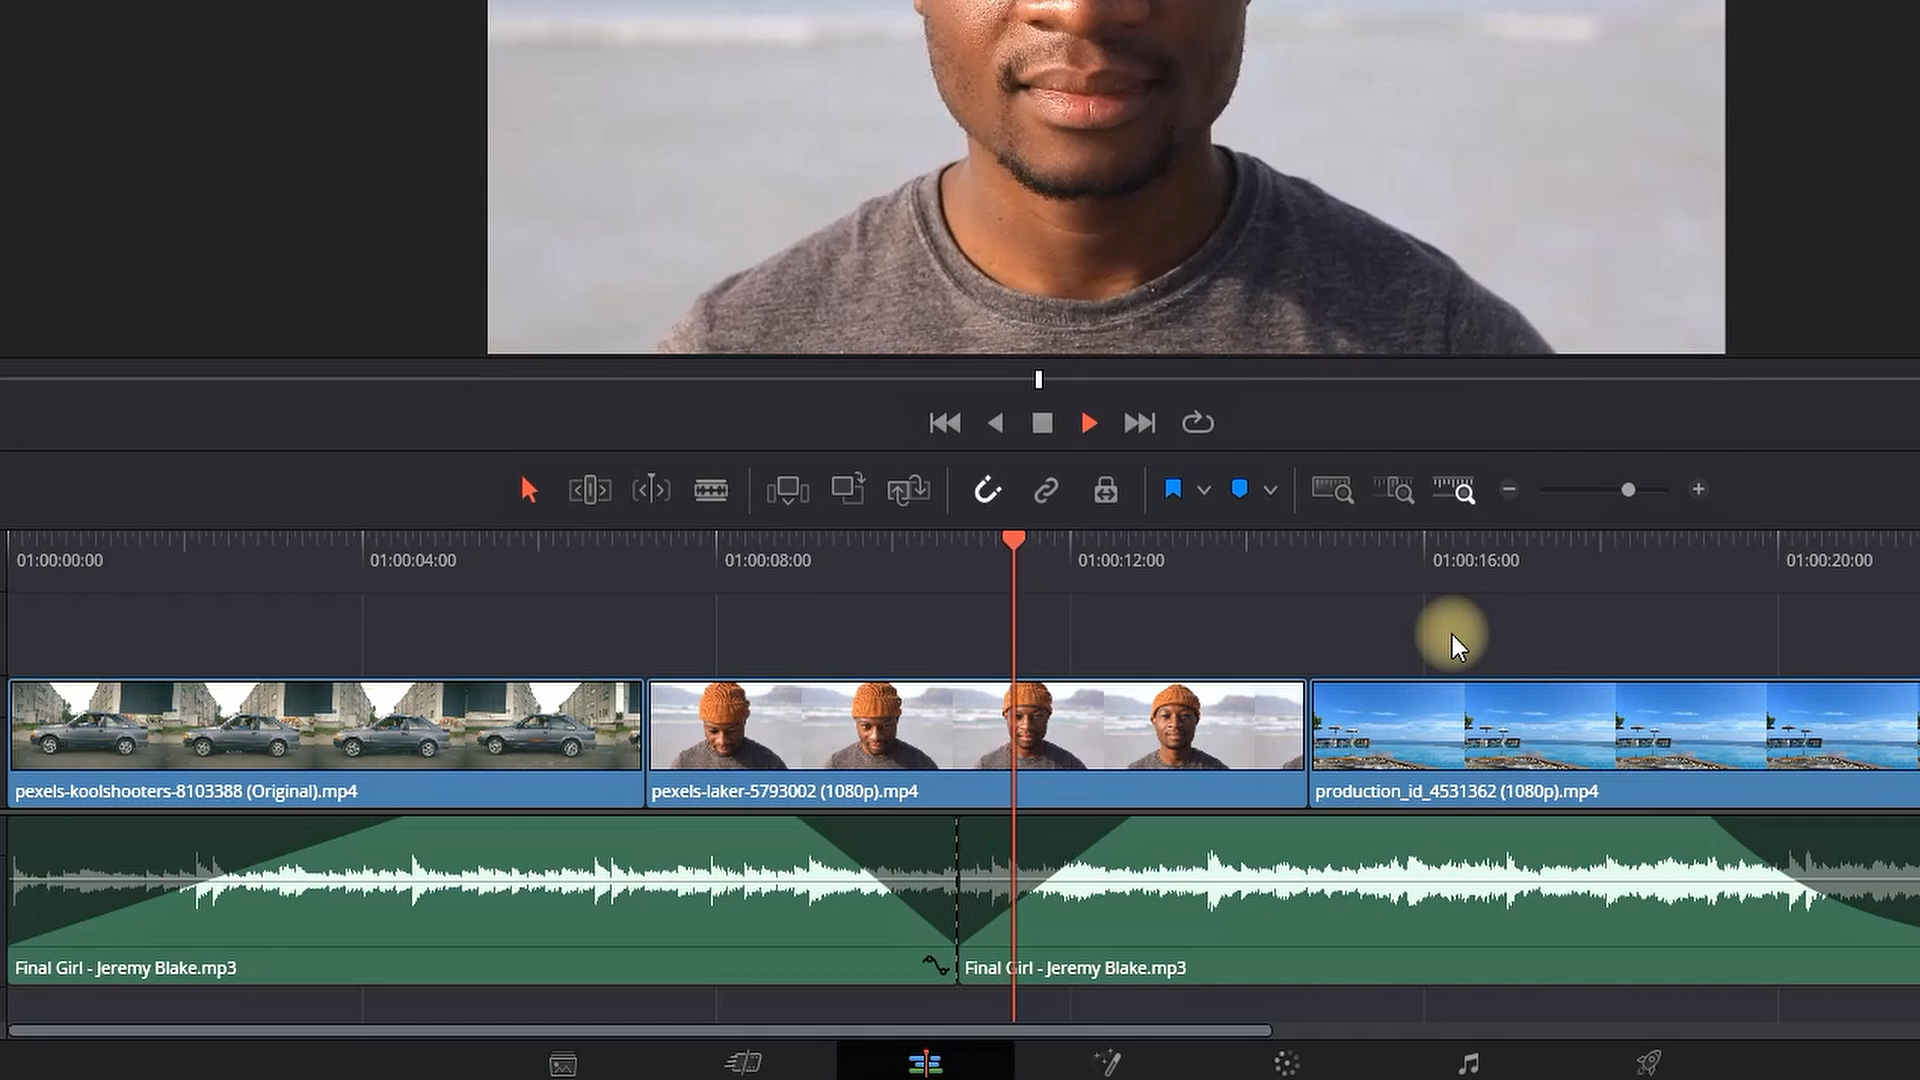 01:00:00:00 01:00:04:00 01:00:08:00 01:00:12:00 01:00:16:00 01:00:20:00
pexels-koolshooters-8103388 (Original).mp4 pexels-laker-5793002 (1080p).mp4 production_id_4531362 (1080p).mp4
Final Girl - Jeremy Blake.mp3 Final Girl - Jeremy Blake.mp3